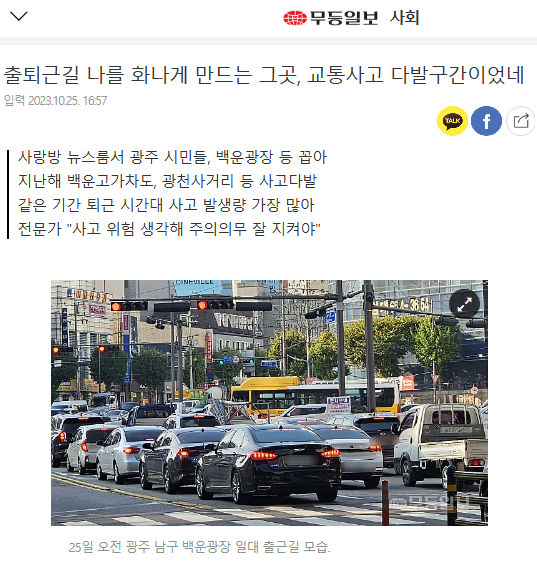 무등일보 사회
출퇴근길 나를 화나게 만드는 그곳, 교통사고 다발구간이었네
입력 2023.10.25. 16:57
TALK
f
사랑방 뉴스룸서 광주 시민들, 백운광장 등 꼽아
지난해 백운고가차도, 광천사거리 등 사고다발
같은 기간 퇴근 시간대 사고 발생량 가장 많아
전문가 "사고 위험 생각해 주의의무 잘 지켜야"
CINEVILLE
무등일보
25일 오전 광주 남구 백운광장 일대 출근길 모습.